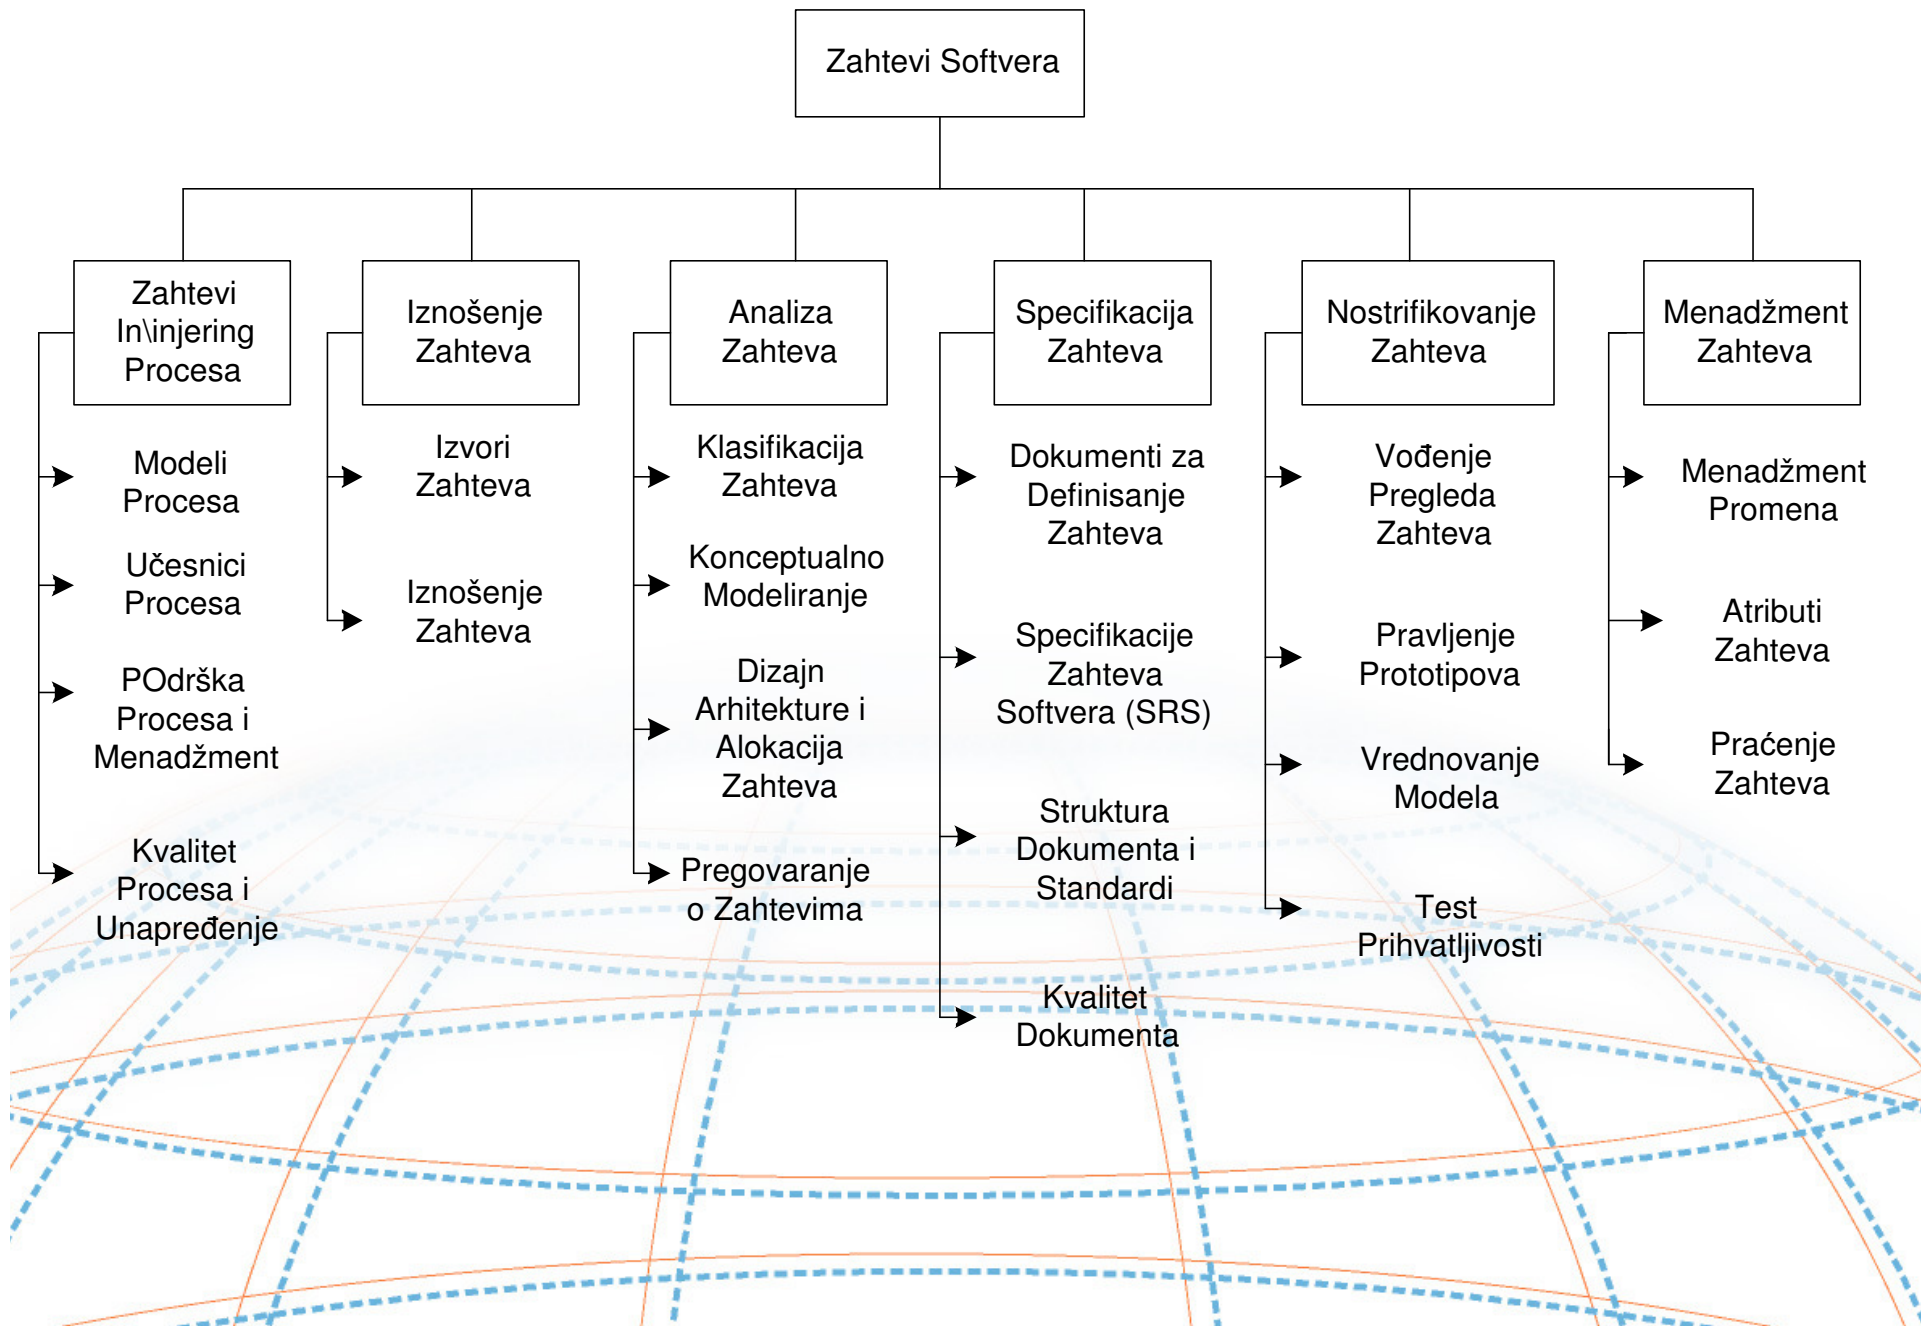 Zahtevi Softvera
Zahtevi
In\injering
Procesa
Modeli
Procesa
Učesnici
Procesa
POdrška
Procesa i
Menadžment
Kvalitet
Procesa i
Unapređenje
Iznošenje
Zahteva
Izvori
Zahteva
Iznošenje
Zahteva
Analiza
Zahteva
Klasifikacija
Zahteva
Konceptualno
Modeliranje
Dizajn
Arhitekture i
Alokacija
Zahteva
Pregovaranje
o Zahtevima
Specifikacija
Zahteva
Dokumenti za
Definisanje
Zahteva
Specifikacije
Zahteva
Softvera (SRS)
Struktura
Dokumenta i
Standardi
Kvalitet
Dokumenta
Nostrifikovanje
Zahteva
Vođenje
Pregleda
Zahteva
Pravljenje
Prototipova
Vrednovanje
Modela
Test
Prihvatljivosti
Menadžment
Zahteva
Menadžment
Promena
Atributi
Zahteva
Praćenje
Zahteva